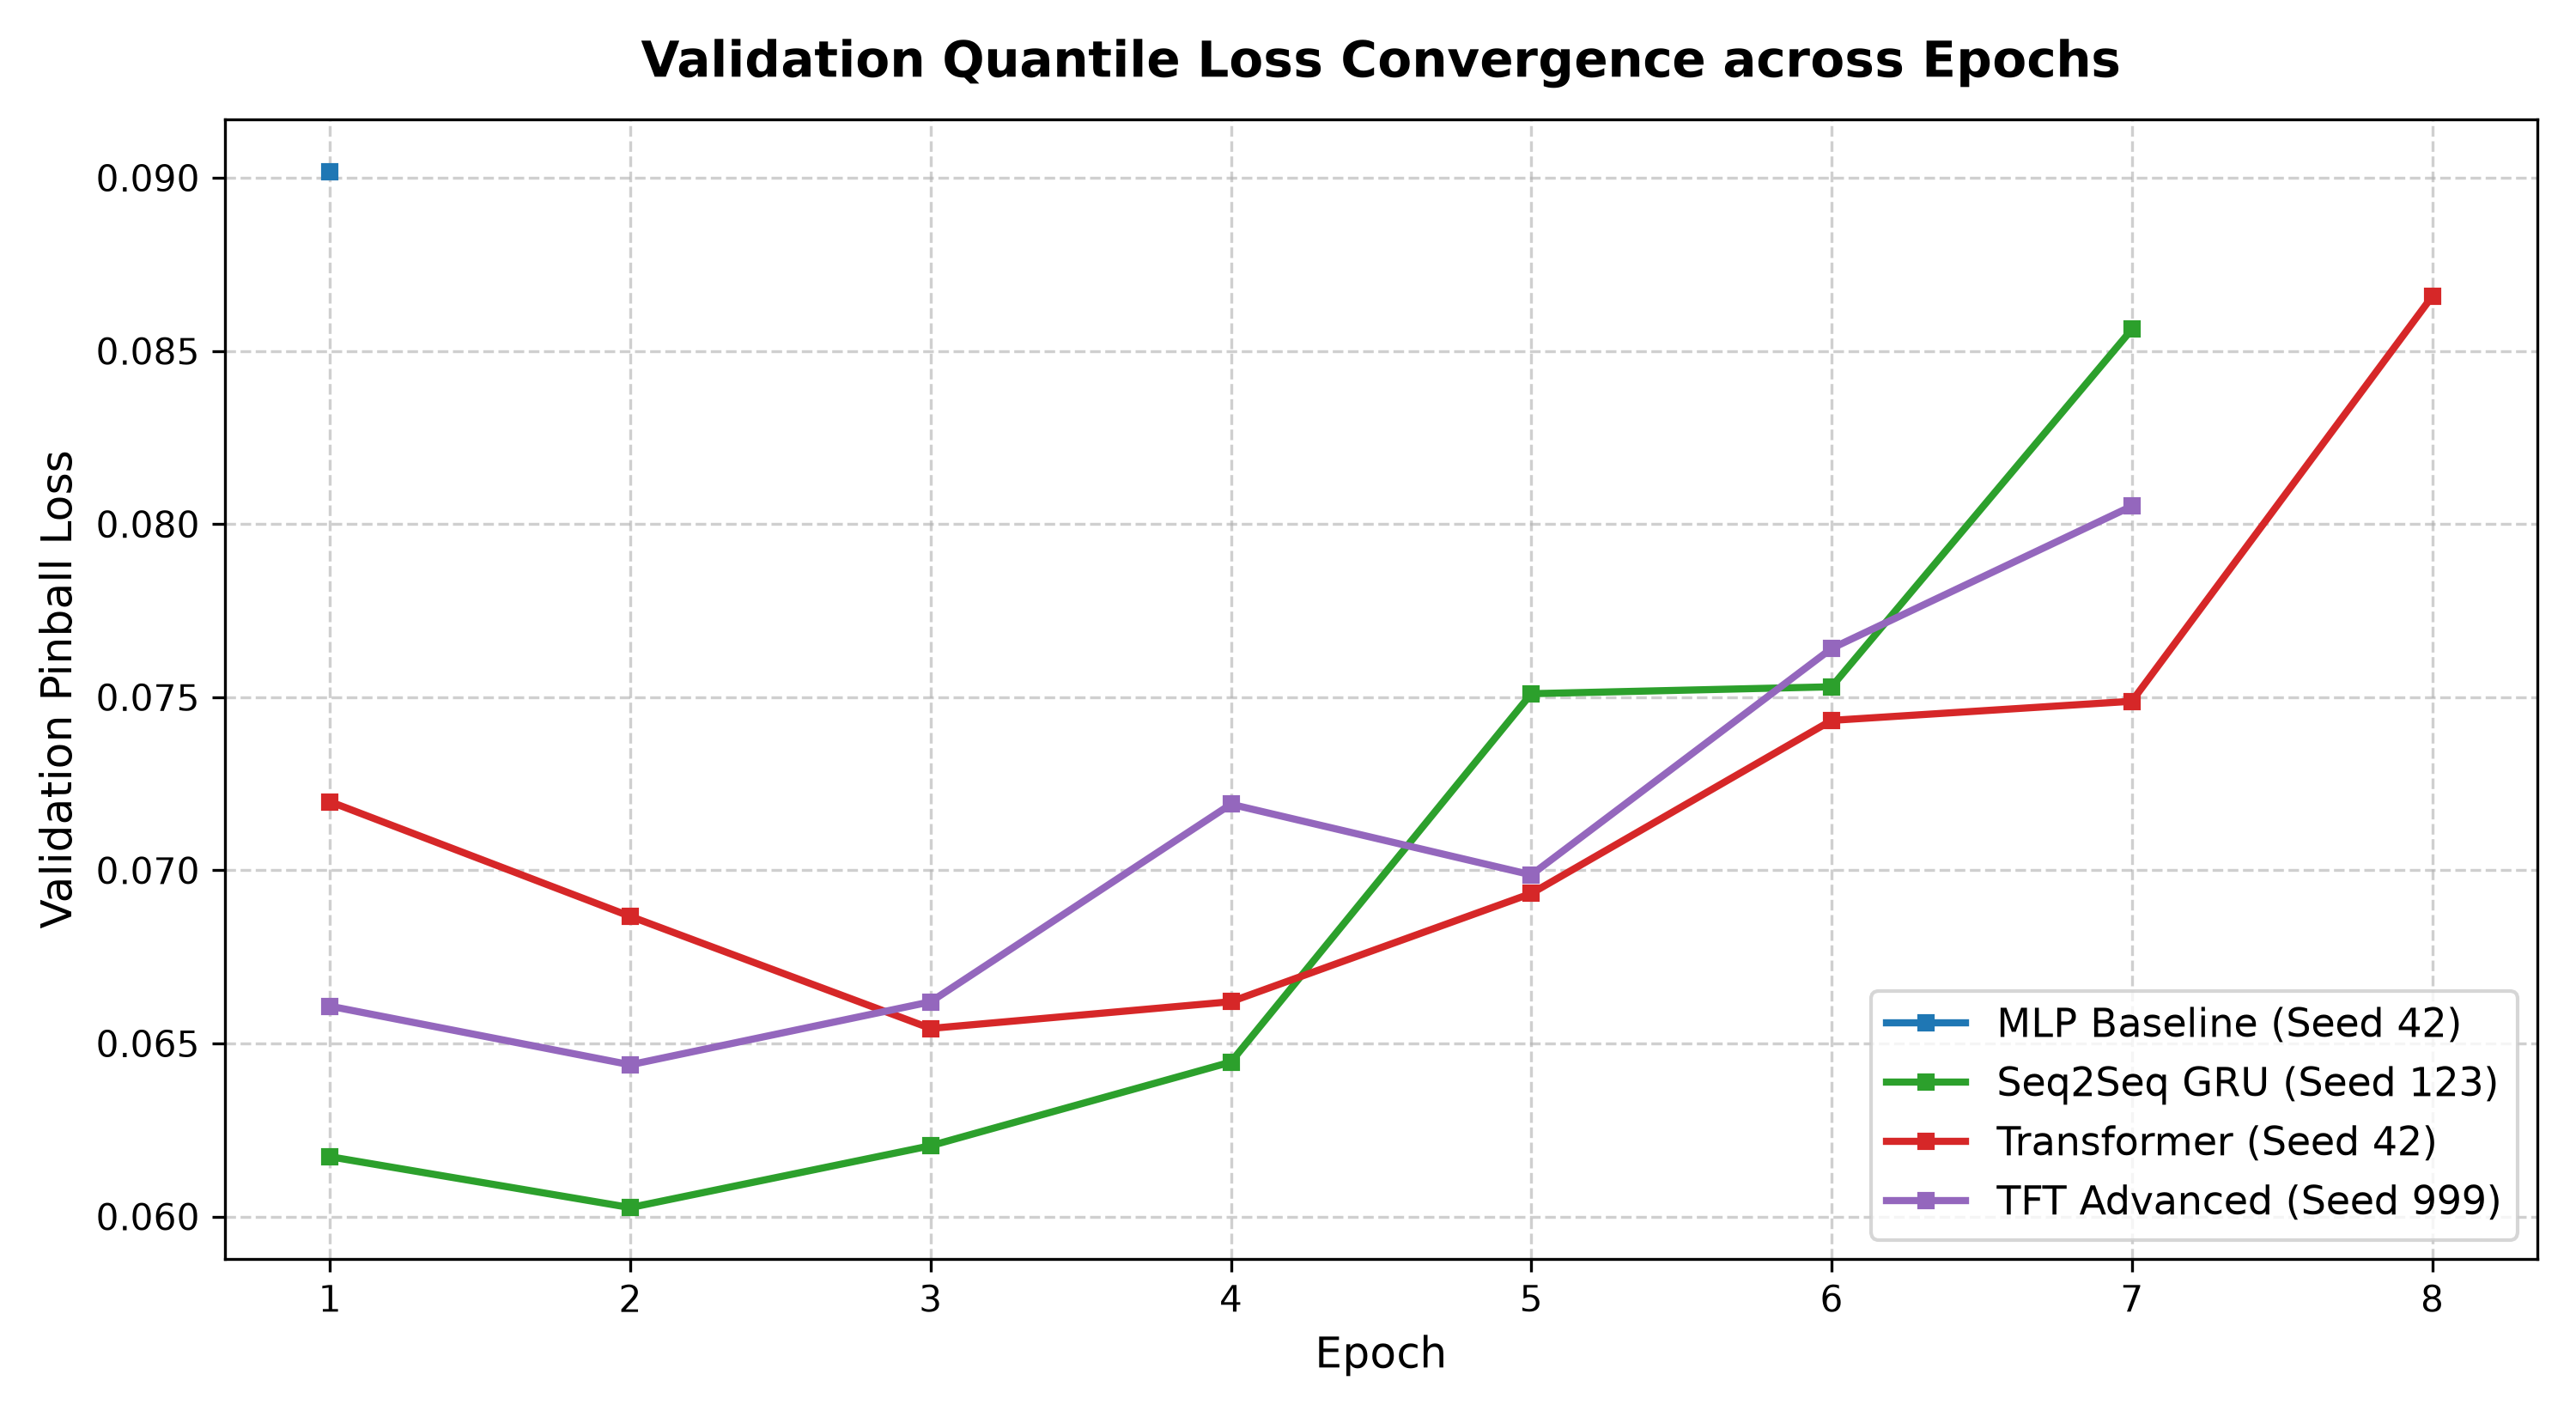 Validation Quantile Loss Convergence across Epochs
Validation Pinball Loss
0.090
0.085
0.080
0.075
0.070
0.065
0.060
1 2 3 4 5 6 7 8
Epoch
MLP Baseline (Seed 42)
Seq2Seq GRU (Seed 123)
Transformer (Seed 42)
TFT Advanced (Seed 999)